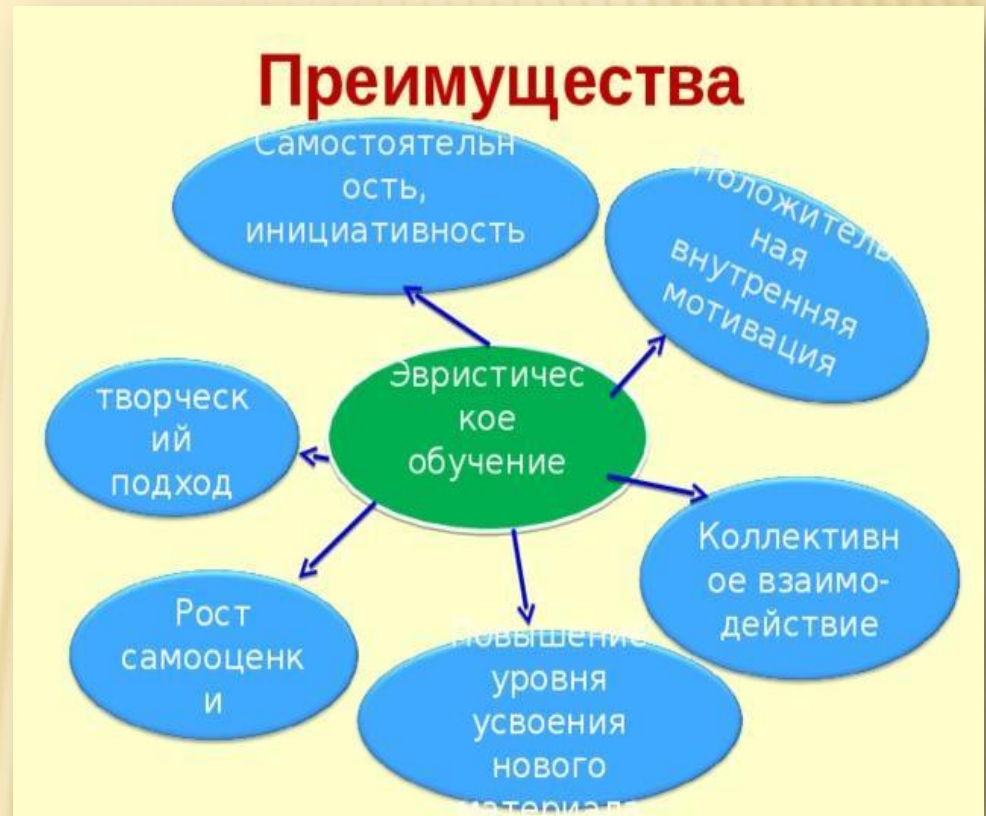 Преимущества
Самостоятельн
ость,
инициативность
Положитель
ная
внутренняя
мотивация
Эвристичес
кое
обучение
творческ
ий
подход
Коллективн
ое взаимо-
действие
Рост
самооценк
и
Повышение
уровня
усвоения
нового
материала